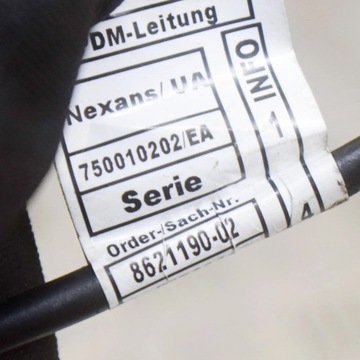 DM-Leitung
Nexans/UA
750010202/EA
Serie
Order-/Sach-Nr.
8621190-02
INFO
1
4